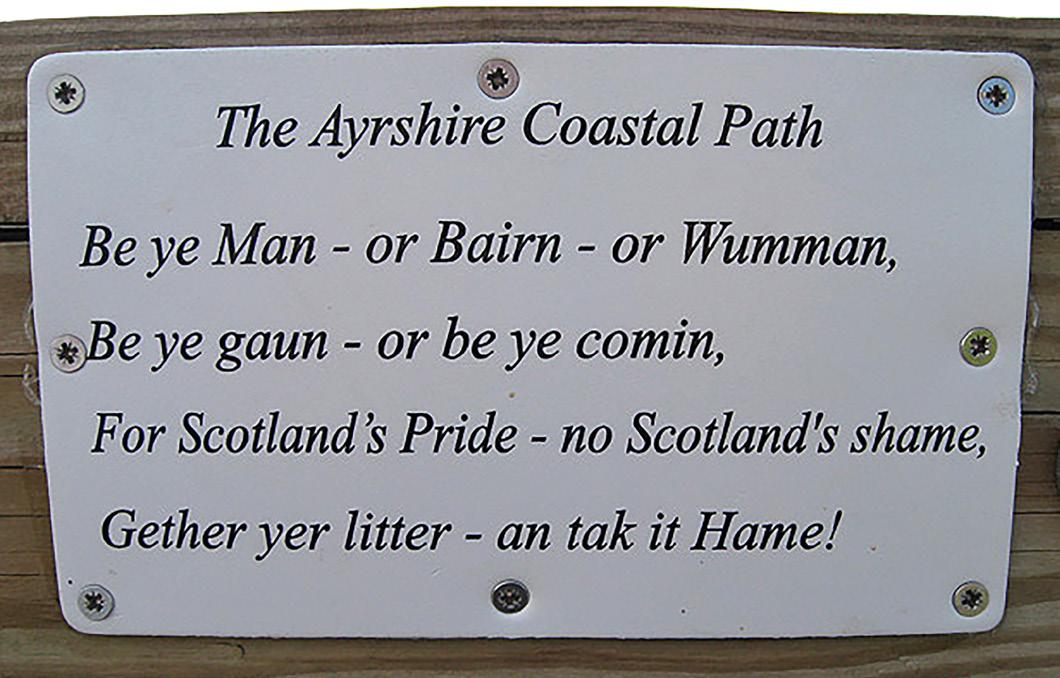 The Ayrshire Coastal Path
Be ye Man - or Bairn - or Wumman,
Be ye gaun - or be ye comin,
For Scotland’s Pride - no Scotland's shame,
Gether yer litter - an tak it Hame!